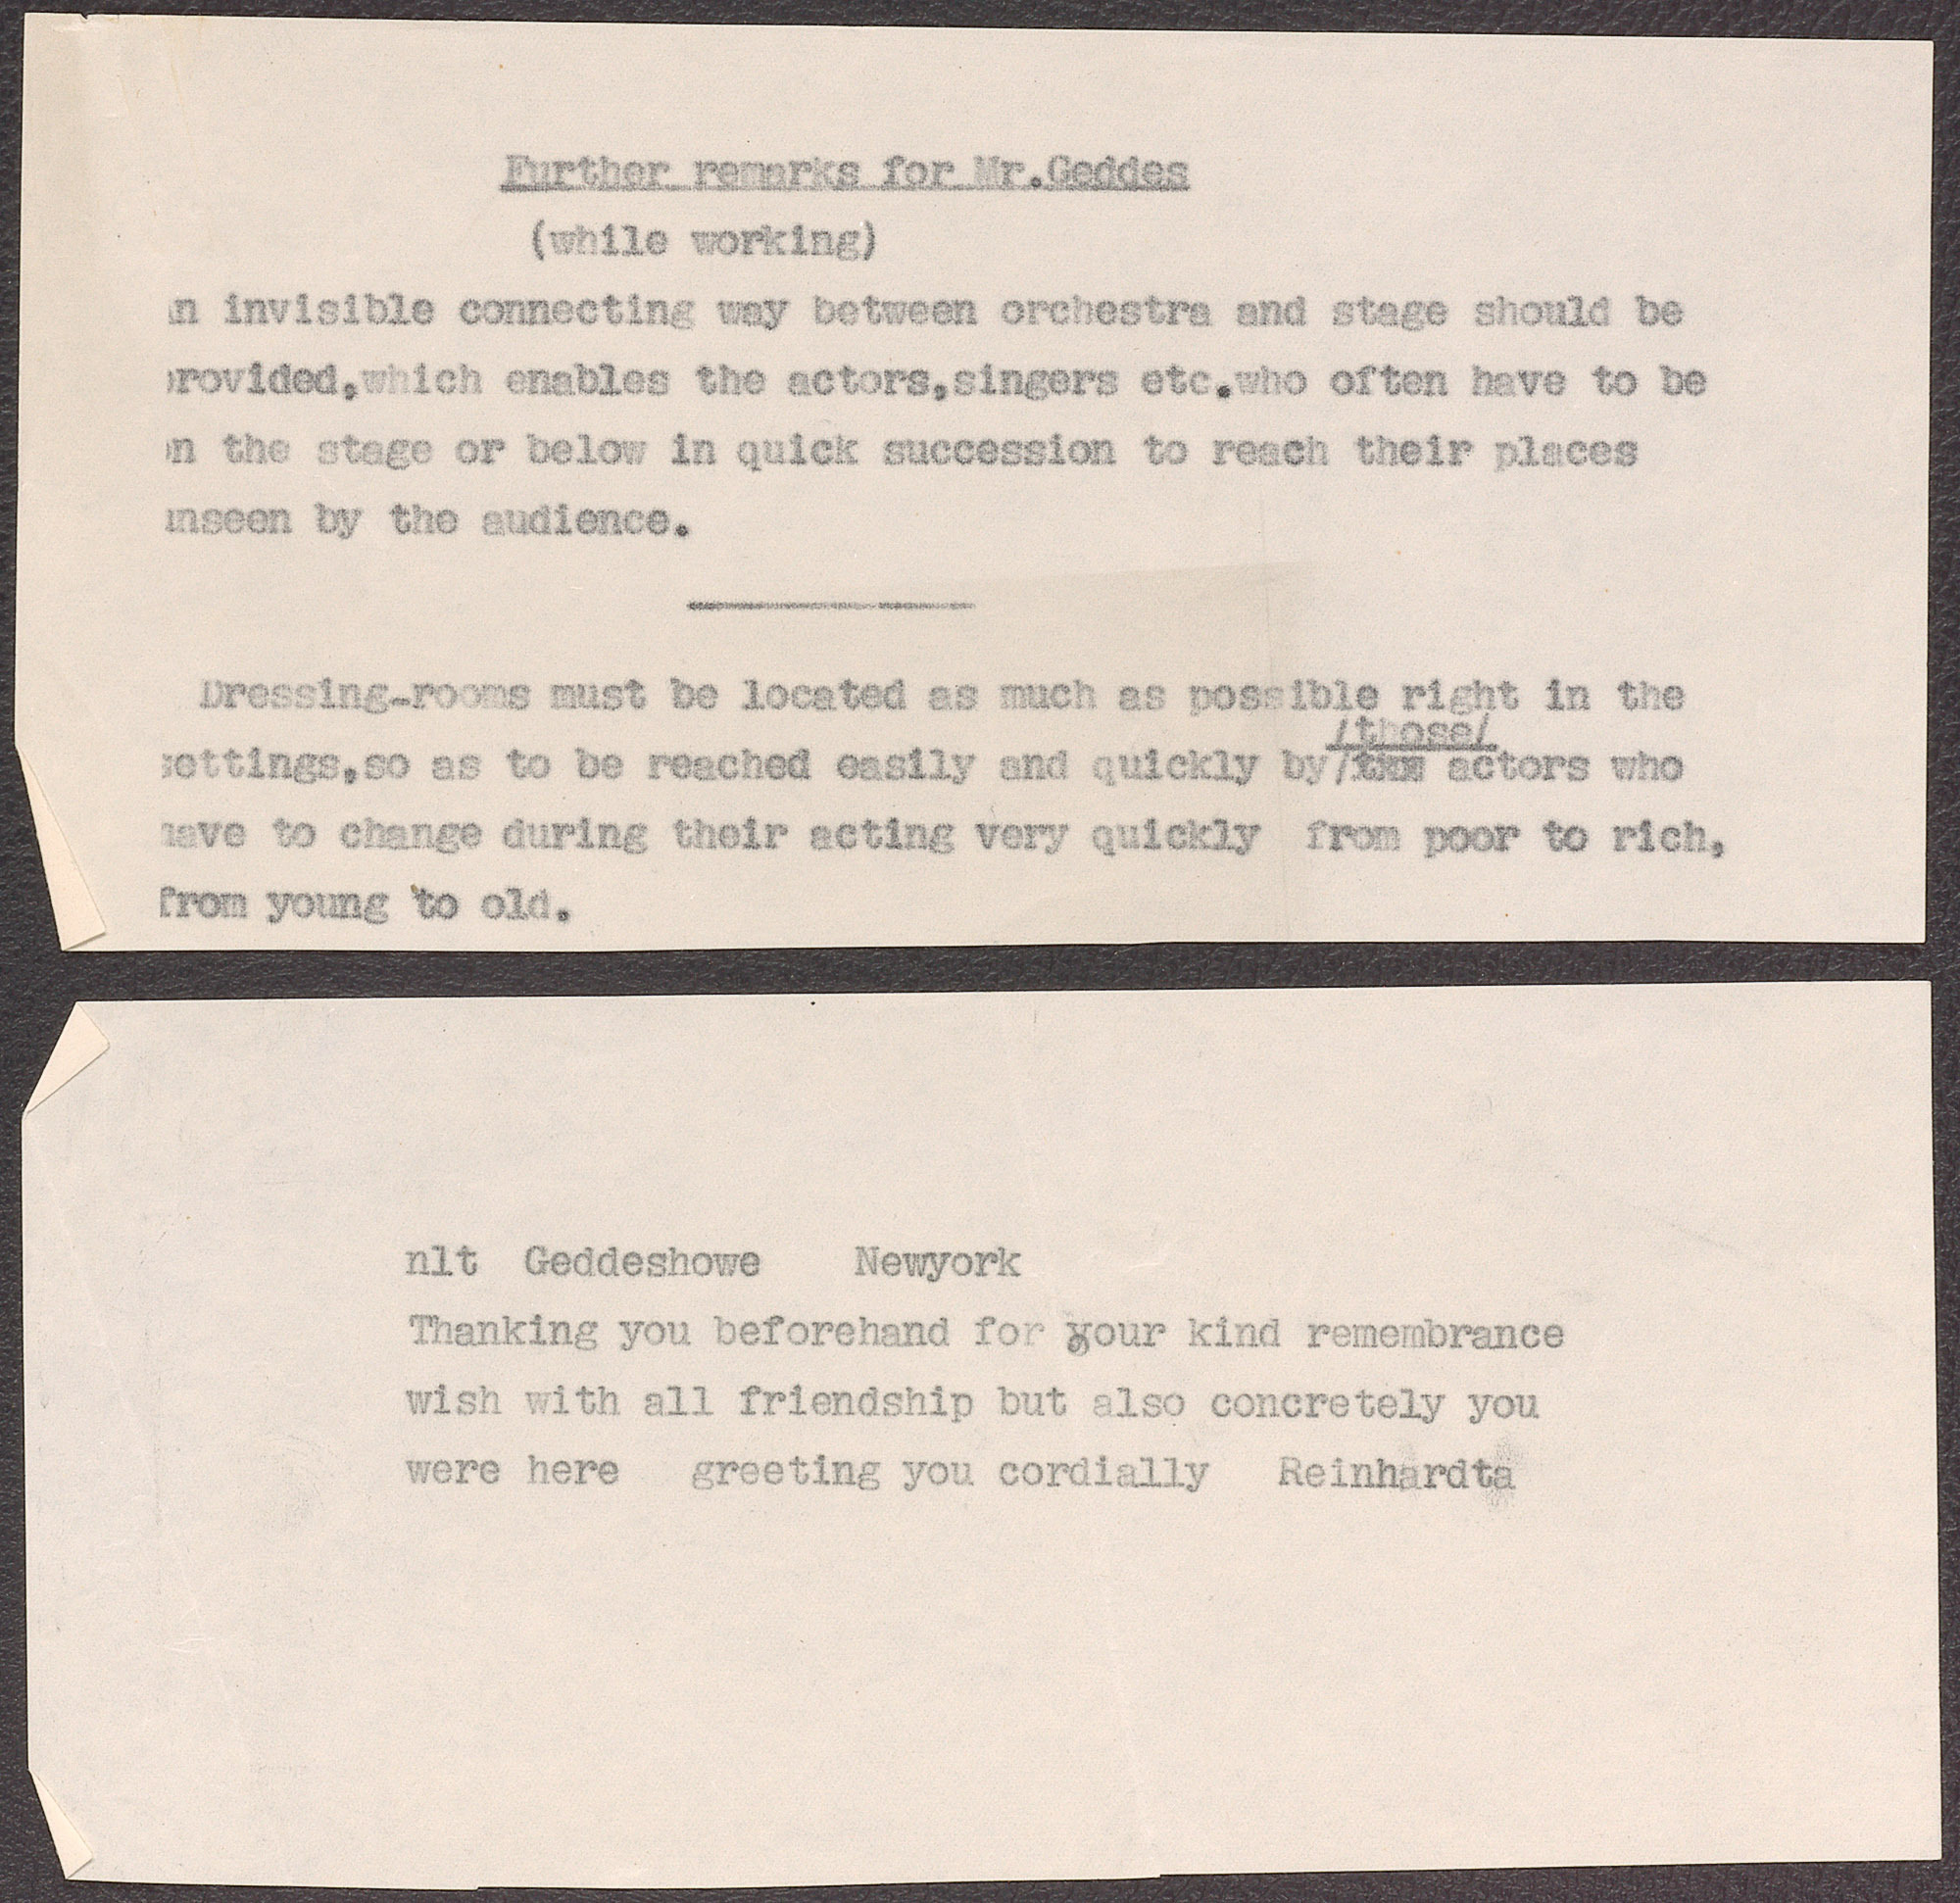 Further remarks for Mr.Geddes
(while working)
n invisible connecting way between orchestra and stage should be
provided,which enables the actors,singers etc.who often have to be
on the stage or below in quick succession to reach their places
unseen by the audience.
Dressing-rooms must be located as much as possible right in the
/those/
settings,so as to be reached easily and quickly by/ actors who
have to change during their acting very quickly from poor to rich,
from young to old.
nlt Geddeshowe Newyork
Thanking you beforehand for your kind remembrance
wish with all friendship but also concretely you
were here greeting you cordially Reinhardta